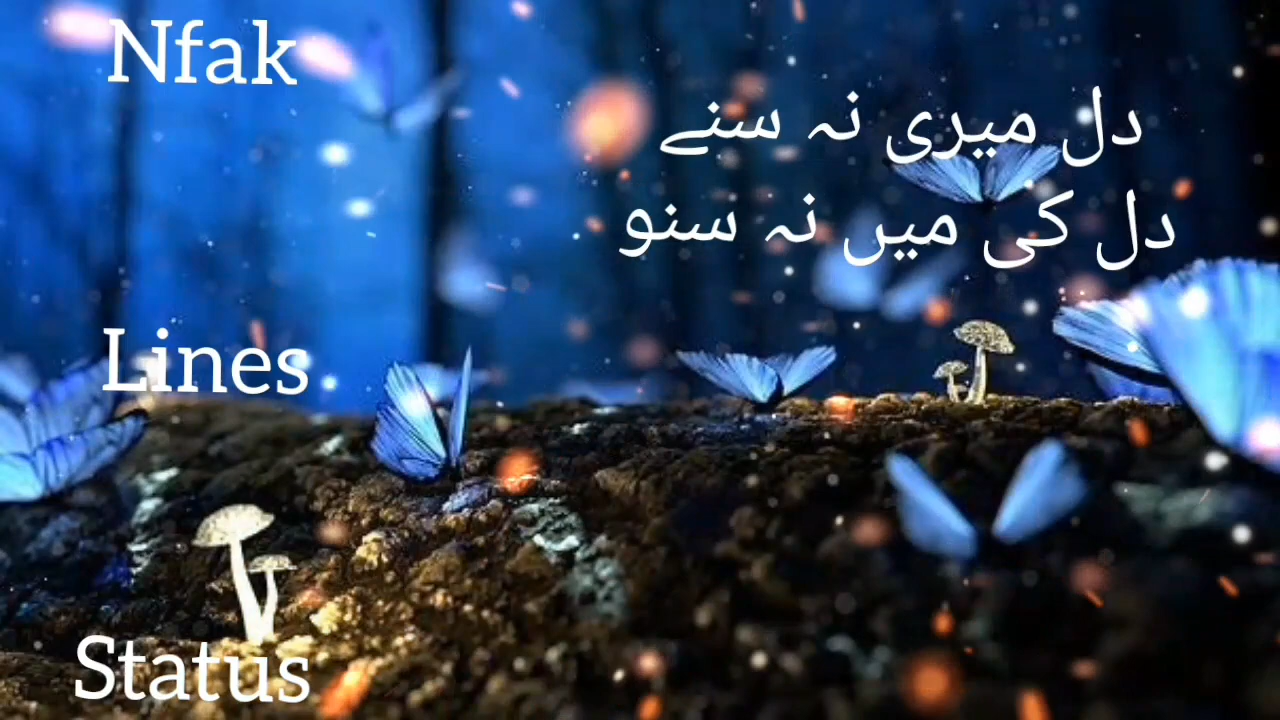 Nfak
دل میری نہ سنے
دل کی میں نہ سنو
Lines
Status